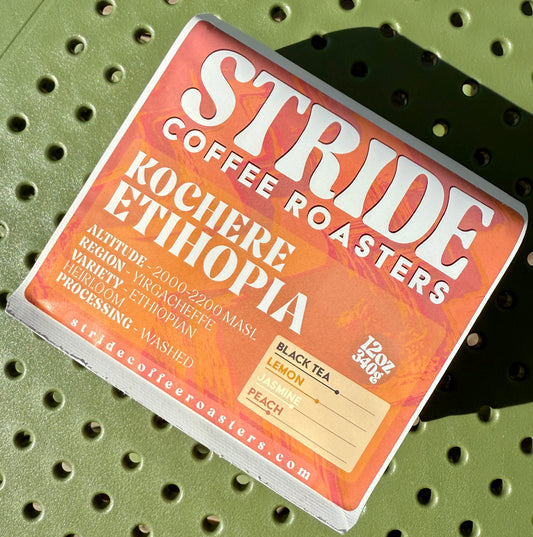 STRIDE
COFFEE ROASTERS
KOCHERE
ETIHOPIA
ALTITUDE - 2000-2200 MASL
REGION - YIRGACHEFFE
VARIETY - ETHIOPIAN
HEIRLOOM
PROCESSING - WASHED
12oz
340g
BLACK TEA
LEMON
JASMINE
PEACH
stridecoffeeroasters.com